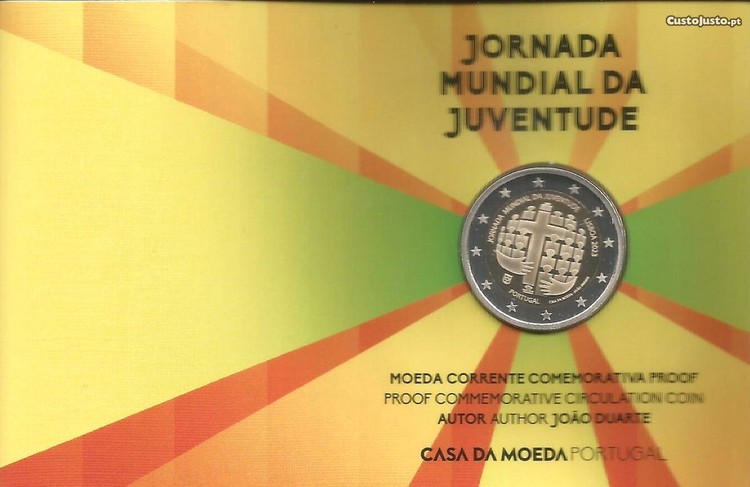 CustoJusto.pt
JORNADA
MUNDIAL DA
JUVENTUDE
JORNADA MUNDIAL DA JUVENTUDE LISBOA 2023
PORTUGAL
MOEDA CORRENTE COMEMORATIVA PROOF
PROOF COMMEMORATIVE CIRCULATION COIN
AUTOR AUTHOR JOÃO DUARTE
CASA DA MOEDA PORTUGAL